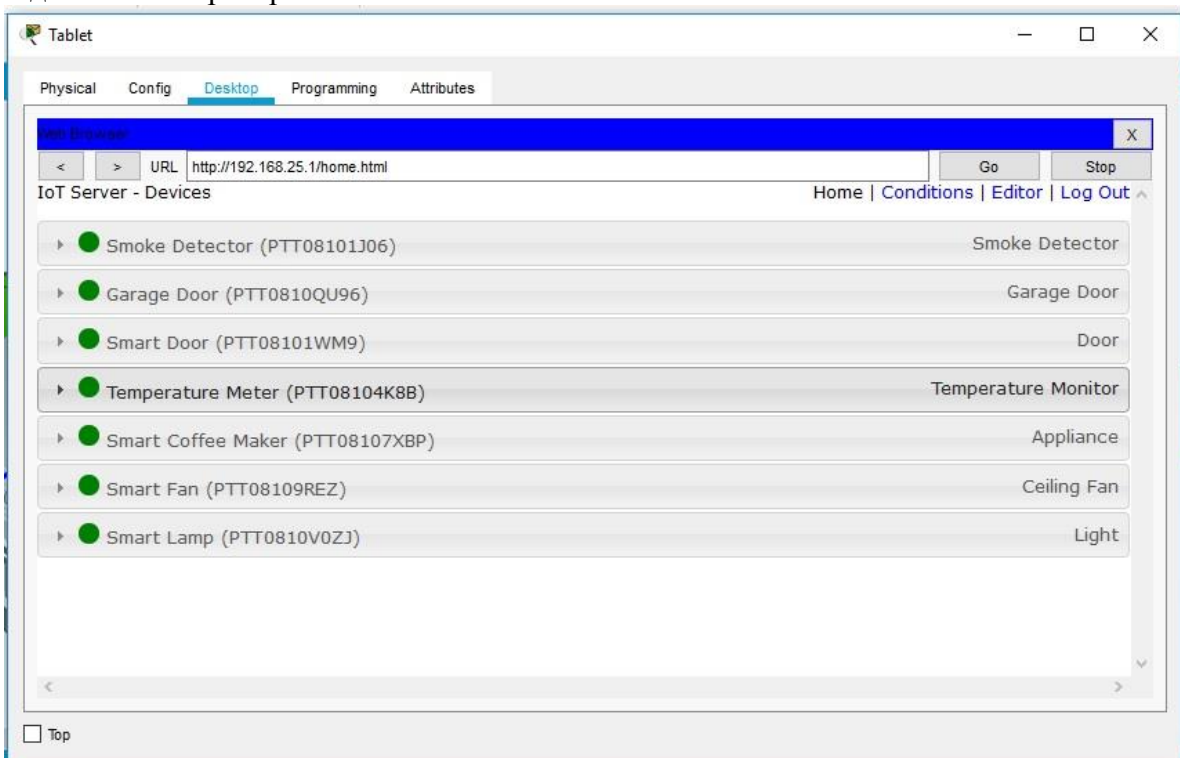 Tablet
Physical Config Desktop Programming Attributes
Web Browser X
< > URL http://192.168.25.1/home.html Go Stop
IoT Server - Devices Home | Conditions | Editor | Log Out
Smoke Detector (PTT08101J06) Smoke Detector
Garage Door (PTT0810QU96) Garage Door
Smart Door (PTT08101WM9) Door
Temperature Meter (PTT08104K8B) Temperature Monitor
Smart Coffee Maker (PTT08107XBP) Appliance
Smart Fan (PTT08109REZ) Ceiling Fan
Smart Lamp (PTT0810V0ZJ) Light
Top